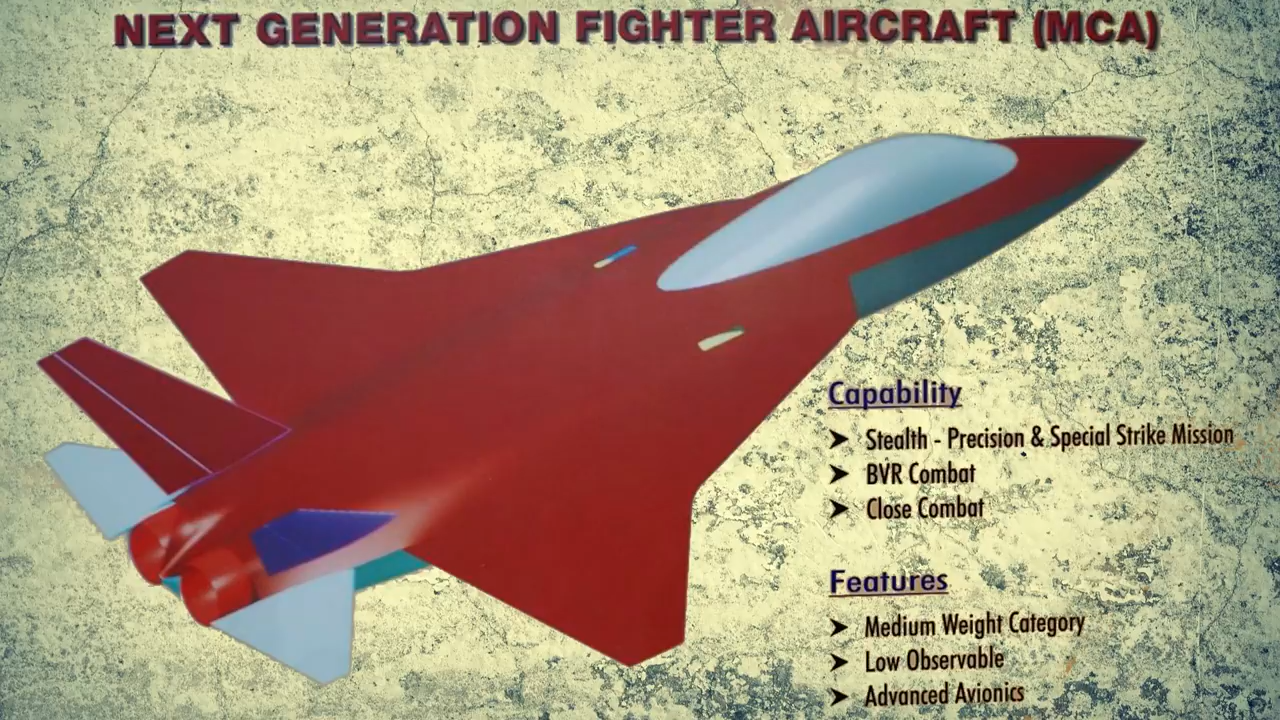 NEXT GENERATION FIGHTER AIRCRAFT (MCA)
Capability
➤ Stealth - Precision & Special Strike Mission
➤ BVR Combat
➤ Close Combat
Features
➤ Medium Weight Category
➤ Low Observable
➤ Advanced Avionics